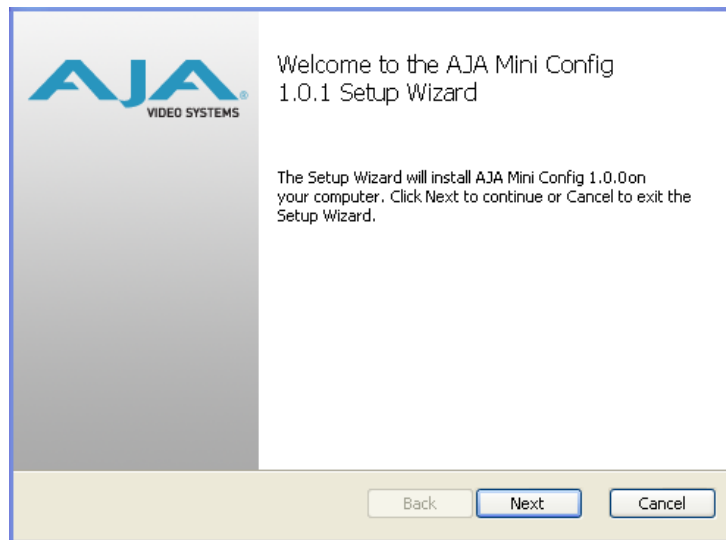 AJA®
VIDEO SYSTEMS
Welcome to the AJA Mini Config
1.0.1 Setup Wizard
The Setup Wizard will install AJA Mini Config 1.0.0on
your computer. Click Next to continue or Cancel to exit the
Setup Wizard.
Back Next Cancel